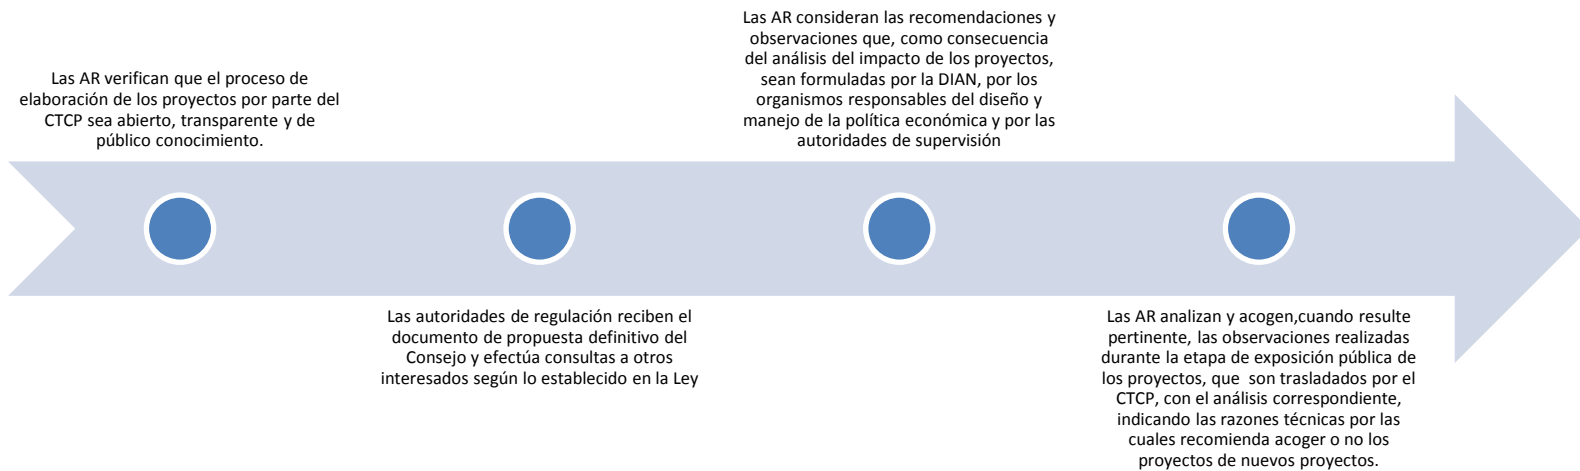 Las AR verifican que el proceso de
elaboración de los proyectos por parte del
CTCP sea abierto, transparente y de
público conocimiento.
Las autoridades de regulación reciben el
documento de propuesta definitivo del
Consejo y efectúa consultas a otros
interesados según lo establecido en la Ley
Las AR consideran las recomendaciones y
observaciones que, como consecuencia
del análisis del impacto de los proyectos,
sean formuladas por la DIAN, por los
organismos responsables del diseño y
manejo de la política económica y por las
autoridades de supervisión
Las AR analizan y acogen,cuando resulte
pertinente, las observaciones realizadas
durante la etapa de exposición pública de
los proyectos, que  son trasladados por el
CTCP, con el análisis correspondiente,
indicando las razones técnicas por las
cuales recomienda acoger o no los
proyectos de nuevos proyectos.